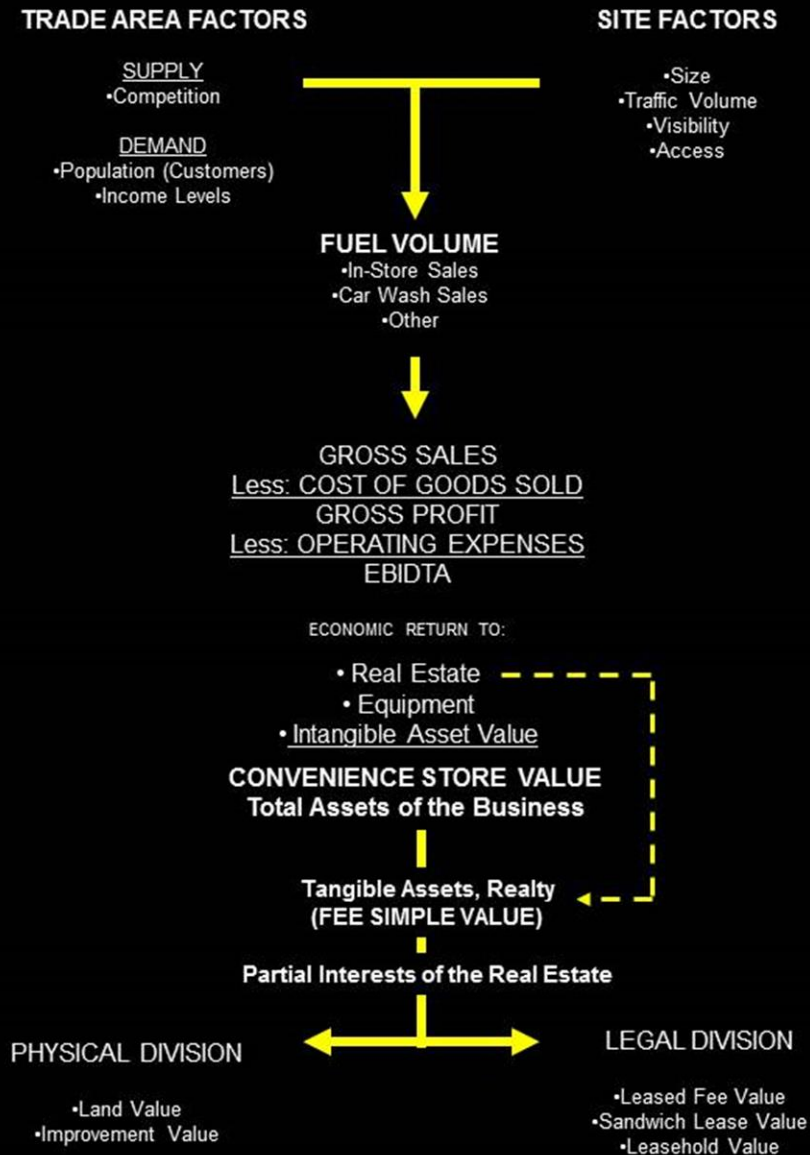 TRADE AREA FACTORS
SUPPLY
•Competition
DEMAND
•Population (Customers)
•Income Levels
SITE FACTORS
•Size
•Traffic Volume
•Visibility
•Access
FUEL VOLUME
•In-Store Sales
•Car Wash Sales
•Other
GROSS SALES
Less: COST OF GOODS SOLD
GROSS PROFIT
Less: OPERATING EXPENSES
EBIDTA
ECONOMIC RETURN TO:
• Real Estate
• Equipment
• Intangible Asset Value
CONVENIENCE STORE VALUE
Total Assets of the Business
Tangible Assets, Realty
(FEE SIMPLE VALUE)
Partial Interests of the Real Estate
PHYSICAL DIVISION
•Land Value
•Improvement Value
LEGAL DIVISION
•Leased Fee Value
•Sandwich Lease Value
•Leasehold Value